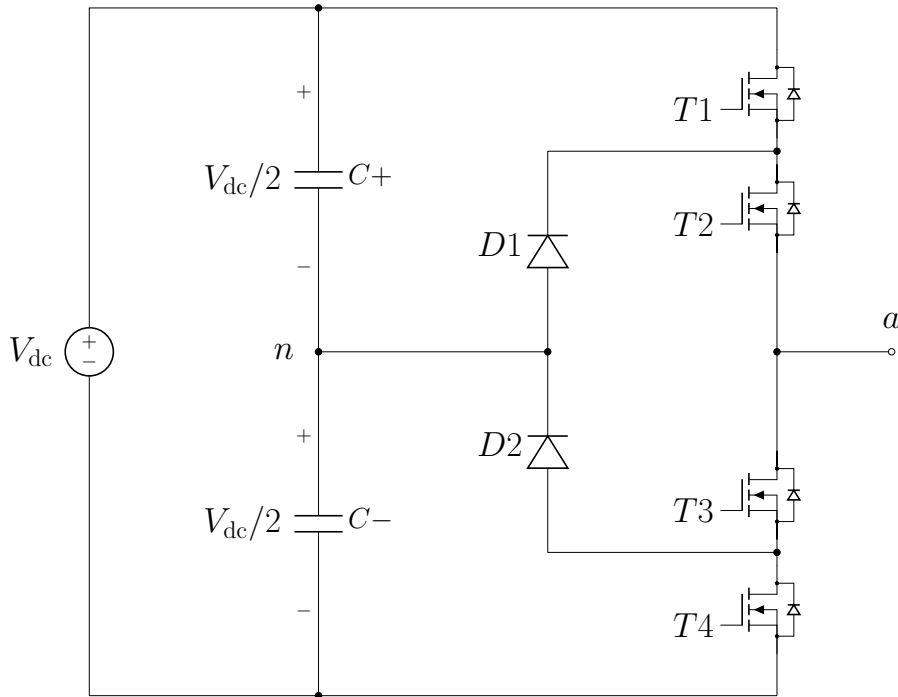 +
T1
V_dc/2
C+
T2
D1
−
a
V_dc
+
−
n
+
D2
V_dc/2
C−
T3
−
T4